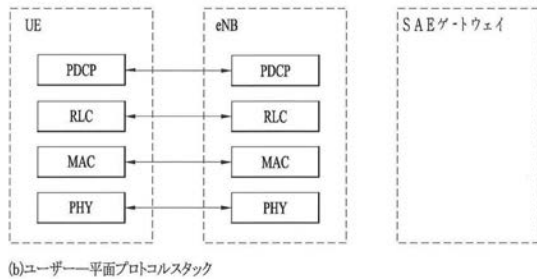 UE eNB SAEゲートウェイ
PDCP PDCP
RLC RLC
MAC MAC
PHY PHY
(b)ユーザー―平面プロトコルスタック